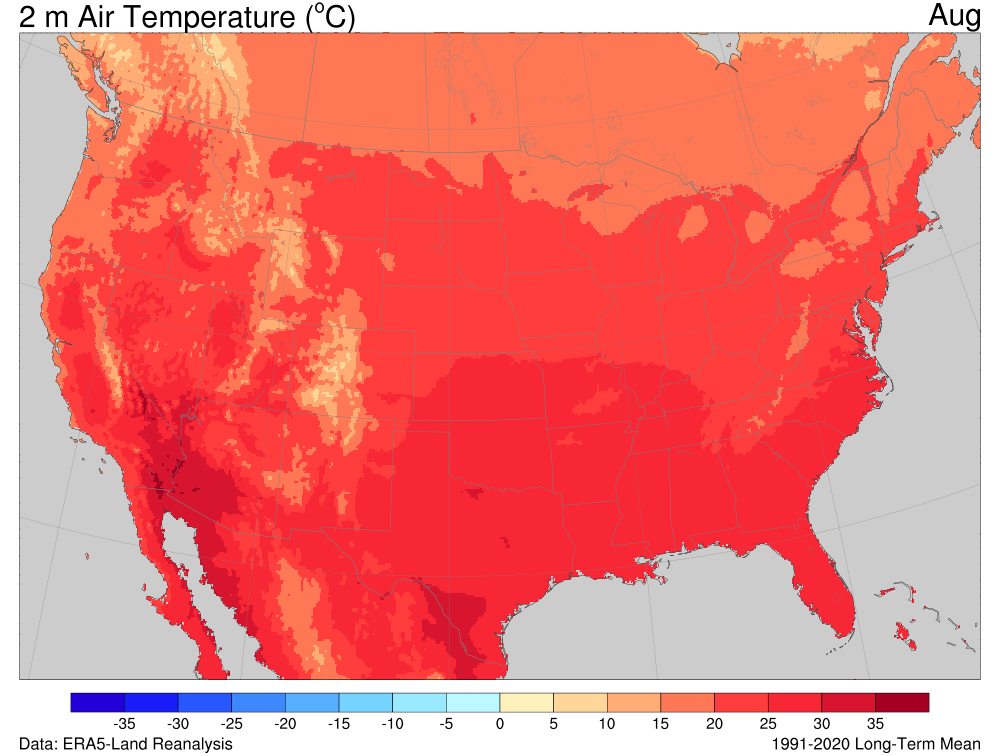 2 m Air Temperature (°C)
Aug
-35 -30 -25 -20 -15 -10 -5 0 5 10 15 20 25 30 35
Data: ERA5-Land Reanalysis
1991-2020 Long-Term Mean